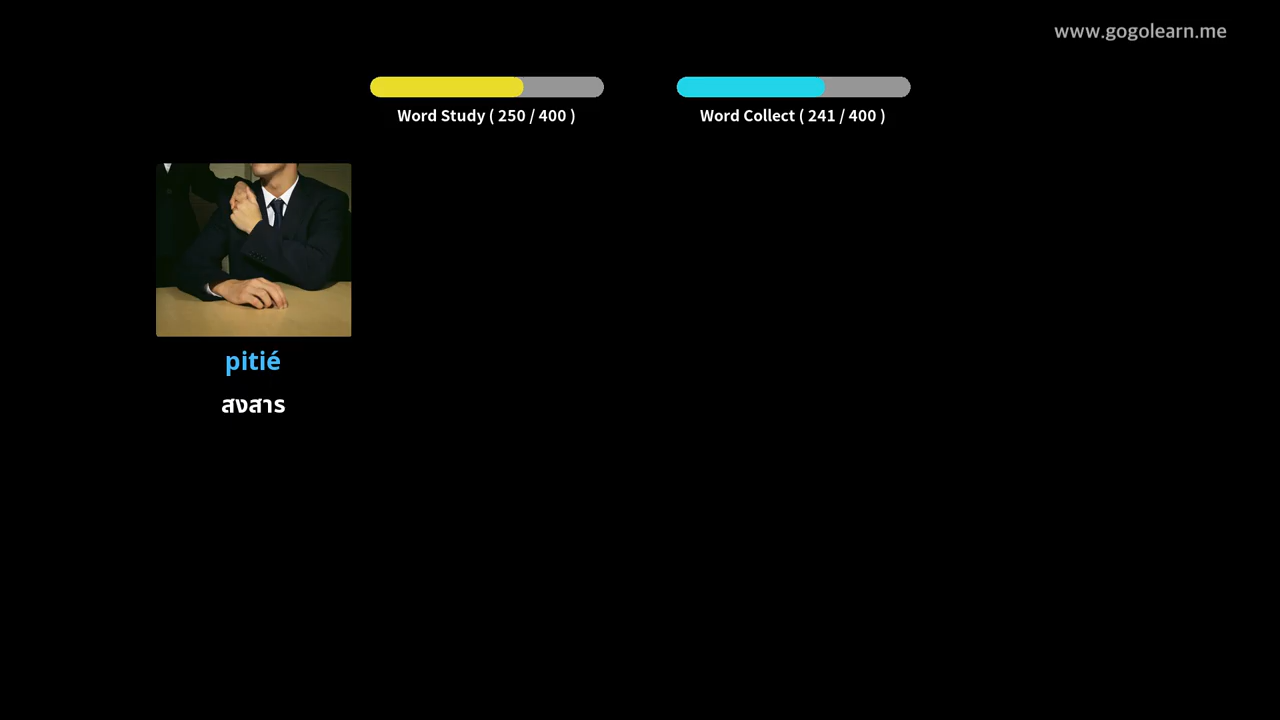 www.gogolearn.me
Word Study ( 250 / 400 )
Word Collect ( 241 / 400 )
pitié
สงสาร